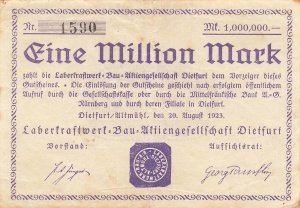 Nr. 1590 Mk. 1,000,000.—
Eine Million Mark
zahlt die Laberkraftwerk-Bau-Aktiengesellschaft Dietfurt dem Vorzeiger dieses
Gutscheines. - Die Einlösung der Gutscheine geschieht nach erfolgtem öffentlichen
Aufruf durch die Gesellschaftskasse oder durch die Mittelfränkische Bank A.-G.
Nürnberg und durch deren Filiale in Dietfurt.
Dietfurt-Altmühl, den 20. August 1923.
Laberkraftwerk-Bau-Aktiengesellschaft Dietfurt
Vorstand: Aufsichtsrat: